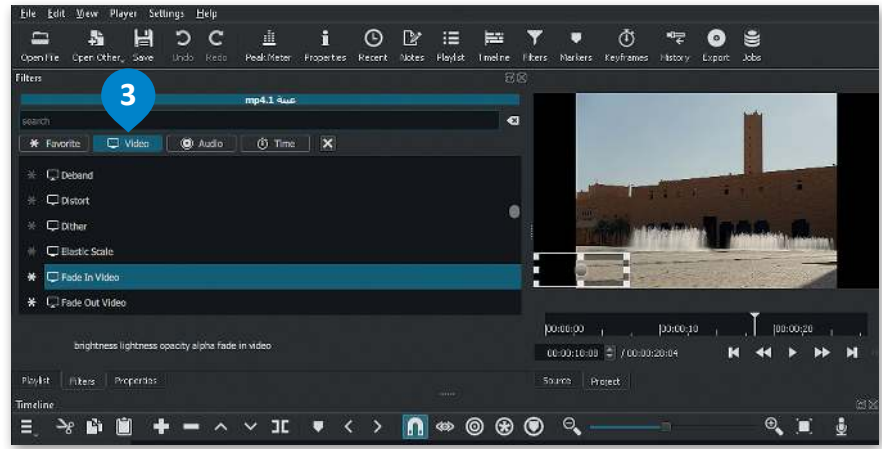 File Edit View Player Settings Help
Open File Open Other... Save Undo Redo Peak Meter Properties Recent Notes Playlist Timeline Filters Markers Keyframes History Export Jobs
Filters
3
عينة 1.mp4
search
Favorite Video Audio Time
Deband
Distort
Dither
Elastic Scale
Fade In Video
Fade Out Video
brightness lightness opacity alpha fade in video
00:00:00 00:00:10 00:00:20
00:00:18:08 / 00:00:28:04
Playlist Filters Properties
Source Project
Timeline